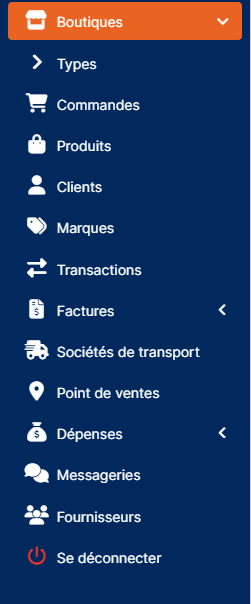 Boutiques
Types
Commandes
Produits
Clients
Marques
Transactions
Factures
Sociétés de transport
Point de ventes
Dépenses
Messageries
Fournisseurs
Se déconnecter